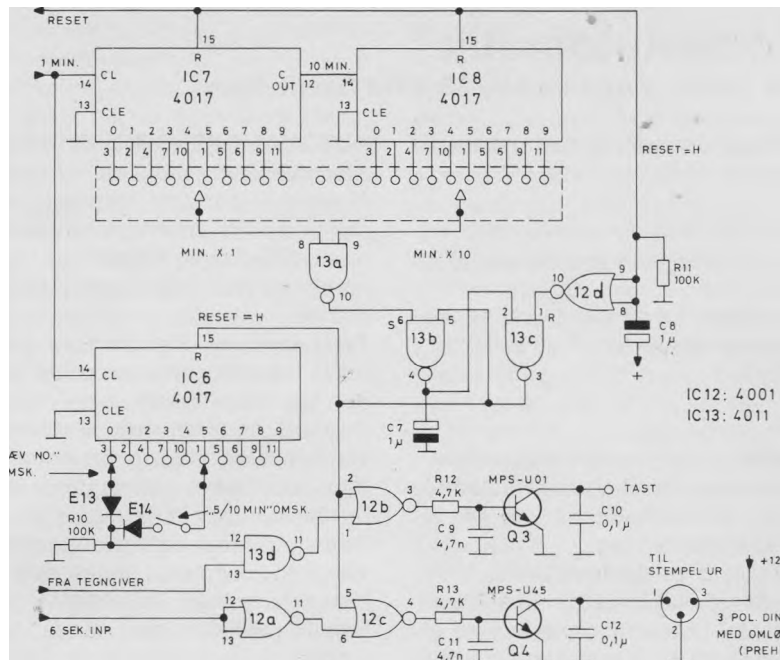 RESET
15
15
R
R
1 MIN.
CL
IC7
C
10 MIN.
IC8
14
4017
OUT
12
14
4017
13
CLE
13
CLE
0 1 2 3 4 5 6 7 8 9
0 1 2 3 4 5 6 7 8 9
3 2 4 7 10 1 5 6 9 11
3 2 4 7 10 1 5 6 9 11
RESET=H
MIN. X 1
8
9
MIN. X 10
13a
10
10
12d
9
8
R11
100K
RESET = H
15
R
S 6
5
2
1 R
13b
13c
4
3
C8
1µ
+
14
CL
IC6
4017
13
CLE
C7
1µ
IC12: 4001
IC13: 4011
0 1 2 3 4 5 6 7 8 9
3 2 4 7 10 1 5 6 9 11
ÆV NO."
MSK.
E13
E14
"5/10 MIN" OMSK.
R10
100K
12b
3
1
R12
4,7K
MPS-U01
TAST
C9
4,7n
Q3
C10
0,1µ
12
13d
11
13
FRA TEGNGIVER
TIL
STEMPELUR
+12
12
12a
11
13
6 SEK. INP.
5
12c
4
6
R13
4,7K
MPS-U45
C11
4,7n
Q4
C12
0,1µ
1
3
2
3 POL. DIN
MED OMLØ
(PREH